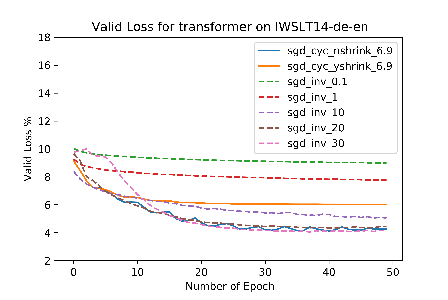 Valid Loss for transformer on IWSLT14-de-en
18
16
14
12
10
8
6
4
2
Valid Loss %
0
10
20
30
40
50
Number of Epoch
sgd_cyc_nshrink_6.9
sgd_cyc_yshrink_6.9
sgd_inv_0.1
sgd_inv_1
sgd_inv_10
sgd_inv_20
sgd_inv_30